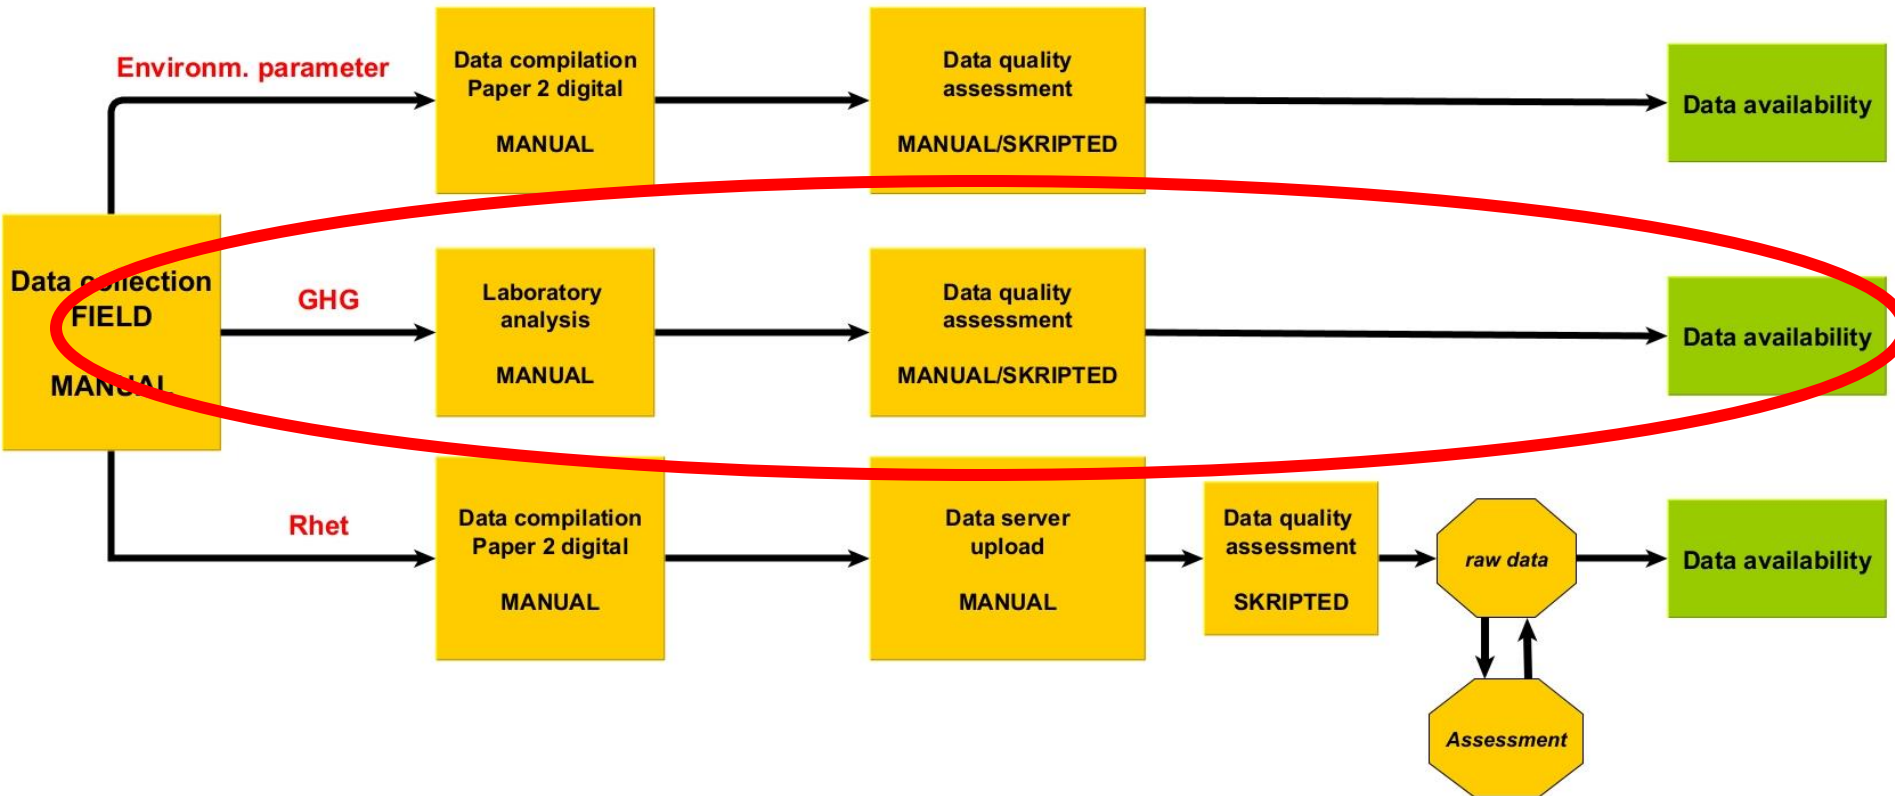 Environm. parameter
Data compilation
Paper 2 digital
MANUAL
Data quality
assessment
MANUAL/SKRIPTED
Data availability
Data collection
FIELD
MANUAL
GHG
Laboratory
analysis
MANUAL
Data quality
assessment
MANUAL/SKRIPTED
Data availability
Rhet
Data compilation
Paper 2 digital
MANUAL
Data server
upload
MANUAL
Data quality
assessment
SKRIPTED
raw data
Data availability
Assessment